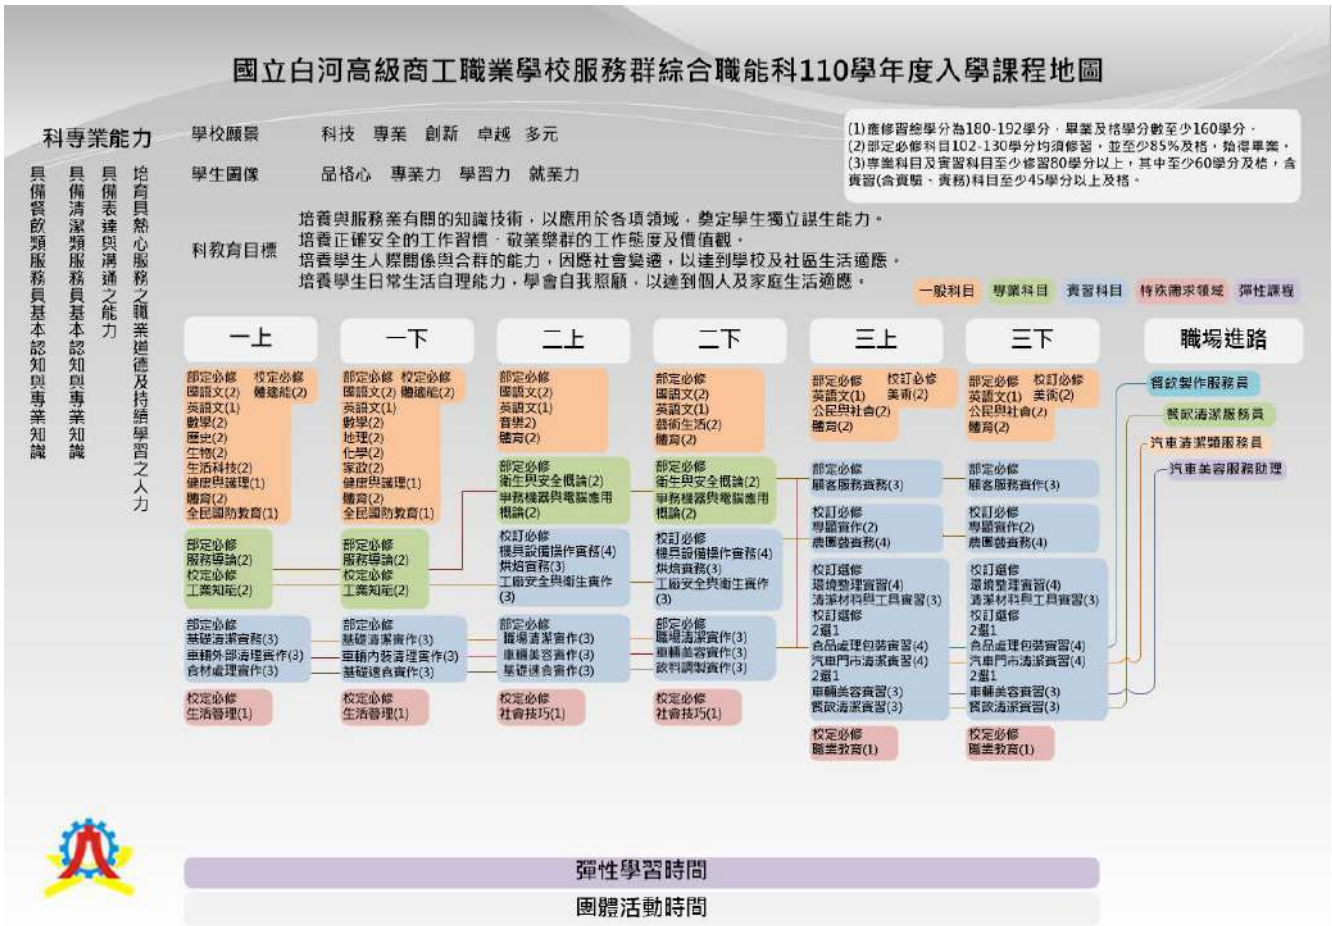 國立白河高級商工職業學校服務群綜合職能科110學年度入學課程地圖
科專業能力
具備餐飲類服務員基本認知與專業知識
具備清潔類服務員基本認知與專業知識
具備表達與溝通之能力
培育具熱心服務之職業道德及持續學習之人力
學校願景
科技 專業 創新 卓越 多元
學生圖像
品格心 專業力 學習力 就業力
科教育目標
培養與服務業有關的知識技術，以應用於各項領域，奠定學生獨立謀生能力。
培養正確安全的工作習慣、敬業樂群的工作態度及價值觀。
培養學生人際關係與合群的能力，因應社會變遷，以達到學校及社區生活適應。
培養學生日常生活自理能力，學會自我照顧，以達到個人及家庭生活適應。
(1)應修習總學分為180-192學分，畢業及格學分數至少160學分。
(2)部定必修科目102-130學分均須修習，並至少85%及格，始得畢業。
(3)專業科目及實習科目至少修習80學分以上，其中至少60學分及格，含
實習(含實驗、實務)科目至少45學分以上及格。
一般科目 專業科目 實習科目 特殊需求領域 彈性課程
一上
部定必修 校定必修
國語文(2) 體適能(2)
英語文(1)
數學(2)
歷史(2)
生物(2)
生活科技(2)
健康與護理(1)
體育(2)
全民國防教育(1)
部定必修
服務導論(2)
校定必修
工業知能(2)
部定必修
基礎清潔實務(3)
車輛外部清理實作(3)
食材處理實作(3)
校定必修
生活管理(1)
一下
部定必修 校定必修
國語文(2) 體適能(2)
英語文(1)
數學(2)
地理(2)
化學(2)
家政(2)
健康與護理(1)
體育(2)
全民國防教育(1)
部定必修
服務導論(2)
校定必修
工業知能(2)
部定必修
基礎清潔實作(3)
車輛內裝清理實作(3)
基礎速食實作(3)
校定必修
生活管理(1)
二上
部定必修
國語文(2)
英語文(1)
音樂2)
體育(2)
部定必修
衛生與安全概論(2)
事務機器與電腦應用
概論(2)
校訂必修
機具設備操作實務(4)
烘焙實務(3)
工廠安全與衛生實作
(3)
部定必修
職場清潔實作(3)
車輛美容實作(3)
基礎速食實作(3)
校定必修
社會技巧(1)
二下
部定必修
國語文(2)
英語文(1)
藝術生活(2)
體育(2)
部定必修
衛生與安全概論(2)
事務機器與電腦應用
概論(2)
校訂必修
機具設備操作實務(4)
烘焙實務(3)
工廠安全與衛生實作
(3)
部定必修
職場清潔實作(3)
車輛美容實作(3)
飲料調製實作(3)
校定必修
社會技巧(1)
三上
部定必修 校訂必修
英語文(1) 美術(2)
公民與社會(2)
體育(2)
部定必修
顧客服務實務(3)
校訂必修
專題實作(2)
農園藝實務(4)
校訂選修
環境整理實習(4)
清潔材料與工具實習(3)
校訂選修
2選1
食品處理包裝實習(4)
汽車門市清潔實習(4)
2選1
車輛美容實習(3)
餐飲清潔實習(3)
校定必修
職業教育(1)
三下
部定必修 校訂必修
英語文(1) 美術(2)
公民與社會(2)
體育(2)
部定必修
顧客服務實作(3)
校訂必修
專題實作(2)
農園藝實務(4)
校訂選修
環境整理實習(4)
清潔材料與工具實習(3)
校訂選修
2選1
食品處理包裝實習(4)
汽車門市清潔實習(4)
2選1
車輛美容實習(3)
餐飲清潔實習(3)
校定必修
職業教育(1)
職場進路
餐飲製作服務員
餐飲清潔服務員
汽車清潔類服務員
汽車美容服務助理
彈性學習時間
團體活動時間